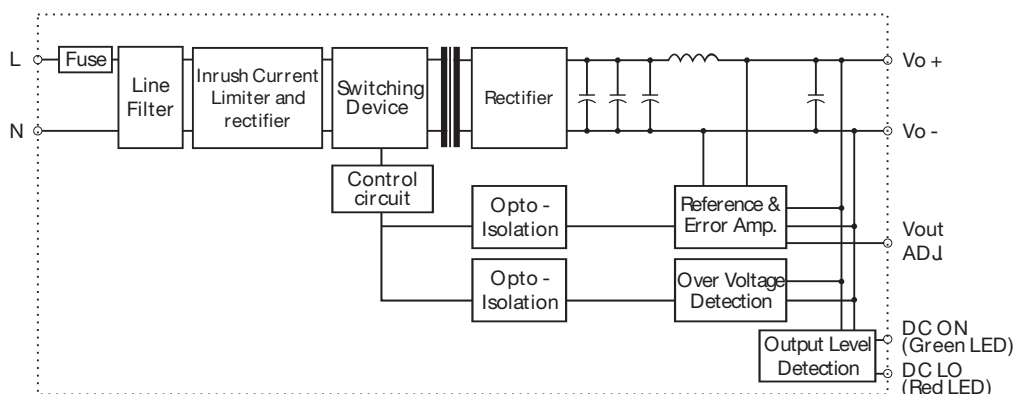 L
Fuse
N
Line
Filter
Inrush Current
Limiter and
rectifier
Switching
Device
Rectifier
Vo +
Vo -
Control
circuit
Opto -
Isolation
Reference &
Error Amp.
Vout
ADJ.
Opto -
Isolation
Over Voltage
Detection
Output Level
Detection
DC ON
(Green LED)
DC LO
(Red LED)